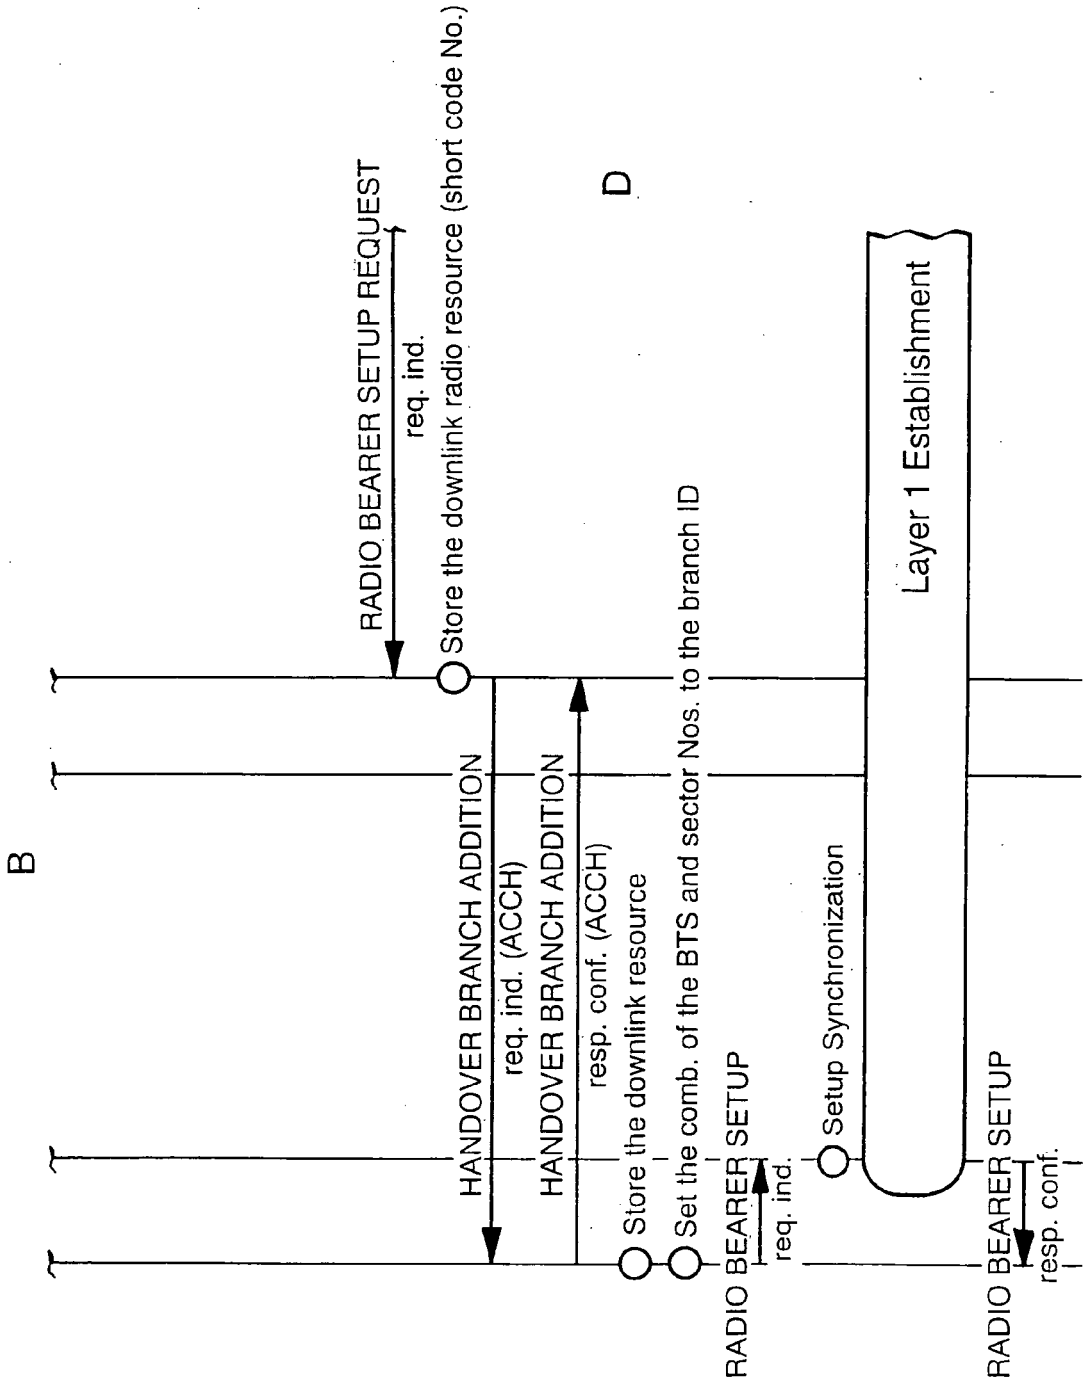 B
RADIO BEARER SETUP REQUEST
req. ind.
Store the downlink radio resource (short code No.)
HANDOVER BRANCH ADDITION
req. ind. (ACCH)
HANDOVER BRANCH ADDITION
resp. conf. (ACCH)
D
Store the downlink resource
Set the comb. of the BTS and sector Nos. to the branch ID
RADIO BEARER SETUP
req. ind.
Setup Synchronization
Layer 1 Establishment
RADIO BEARER SETUP
resp. conf.